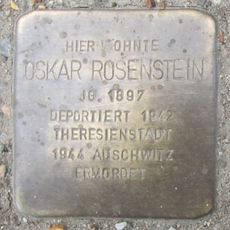 HIER WOHNTE
OSKAR ROSENSTEIN
JG. 1897
DEPORTIERT 1942
THERESIENSTADT
1944 AUSCHWITZ
ERMORDET